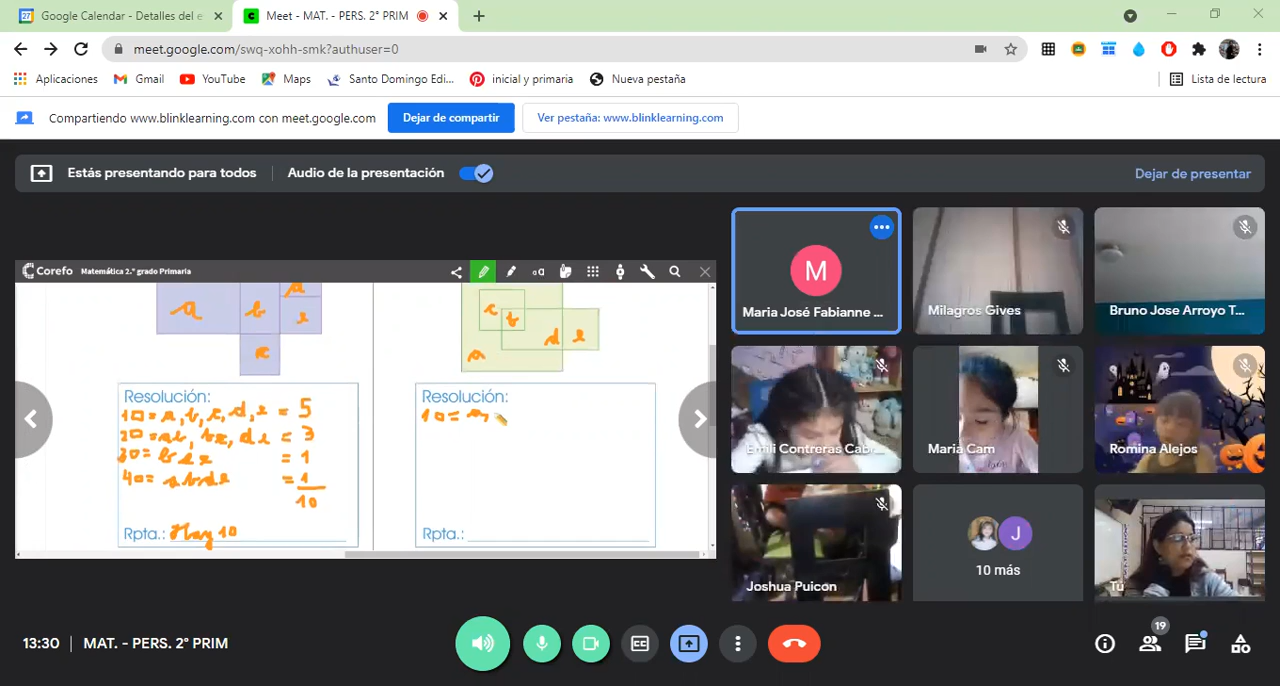 Google Calendar - Detalles del e
Meet - MAT. - PERS. 2° PRIM
meet.google.com/swq-xohh-smk?authuser=0
Aplicaciones
Gmail
YouTube
Maps
Santo Domingo Edi...
inicial y primaria
Nueva pestaña
Lista de lectura
Compartiendo www.blinklearning.com con meet.google.com
Dejar de compartir
Ver pestaña: www.blinklearning.com
Estás presentando para todos
Audio de la presentación
Dejar de presentar
Corefo Matemática 2.° grado Primaria
a b e
c
c b d e
a
Resolución:
10= a, b, c, d, e = 5
= 3
= 1
= 1
10
Rpta.: Hay 10
Resolución:
10= a,
Rpta.:
M
Maria José Fabianne ...
Milagros Gives
Bruno Jose Arroyo T...
Emili Contreras Cabr...
Maria Cam
Romina Alejos
Joshua Puicon
J
10 más
Tú
13:30 | MAT. - PERS. 2° PRIM
19